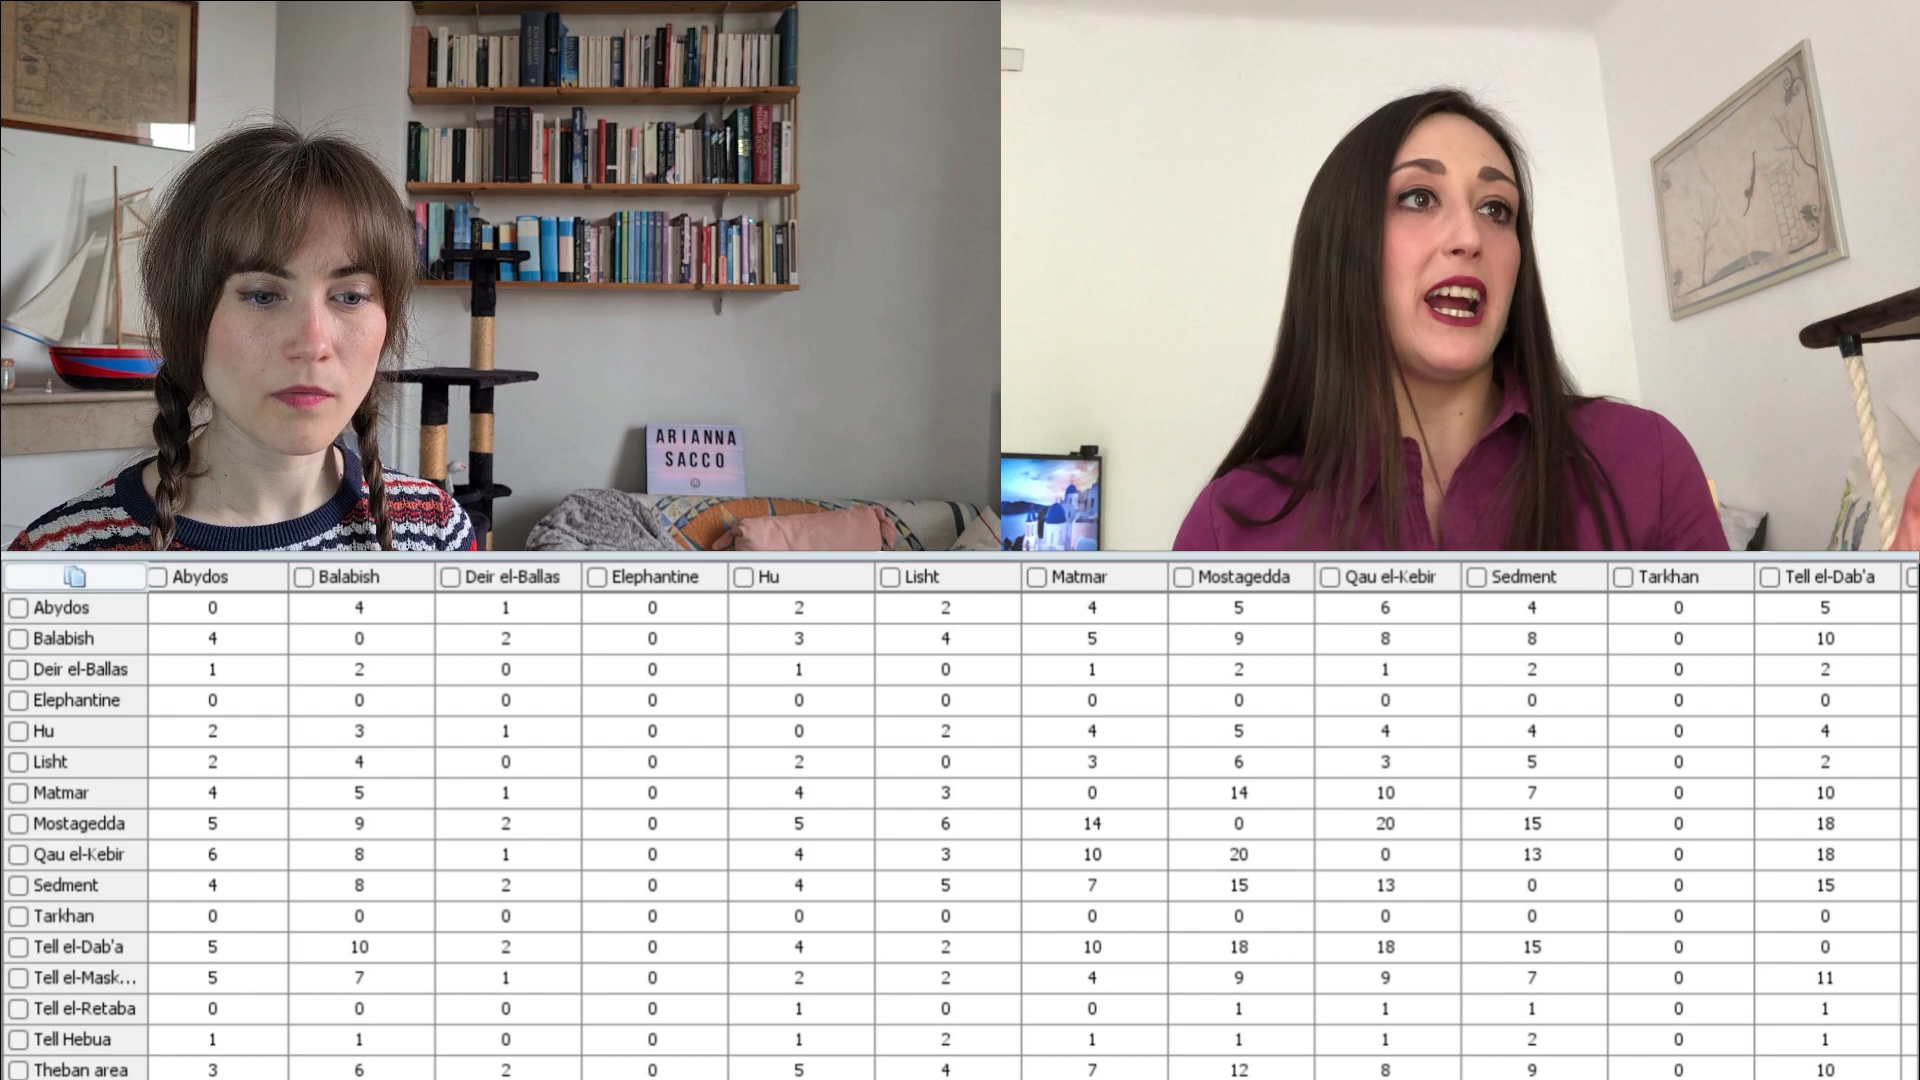 ARIANNA
SACCO
Abydos Balabish Deir el-Ballas Elephantine Hu Lisht Matmar Mostagedda Qau el-Kebir Sedment Tarkhan Tell el-Dab'a
Abydos 0 4 1 0 2 2 4 5 6 4 0 5
Balabish 4 0 2 0 3 4 5 9 8 8 0 10
Deir el-Ballas 1 2 0 0 1 0 1 2 1 2 0 2
Elephantine 0 0 0 0 0 0 0 0 0 0 0 0
Hu 2 3 1 0 0 2 4 5 4 4 0 4
Lisht 2 4 0 0 2 0 3 6 3 5 0 2
Matmar 4 5 1 0 4 3 0 14 10 7 0 10
Mostagedda 5 9 2 0 5 6 14 0 20 15 0 18
Qau el-Kebir 6 8 1 0 4 3 10 20 0 13 0 18
Sedment 4 8 2 0 4 5 7 15 13 0 0 15
Tarkhan 0 0 0 0 0 0 0 0 0 0 0 0
Tell el-Dab'a 5 10 2 0 4 2 10 18 18 15 0 0
Tell el-Mask... 5 7 1 0 2 2 4 9 9 7 0 11
Tell el-Retaba 0 0 0 0 1 0 0 1 1 1 0 1
Tell Hebua 1 1 0 0 1 2 1 1 1 2 0 1
Theban area 3 6 2 0 5 4 7 12 8 9 0 10